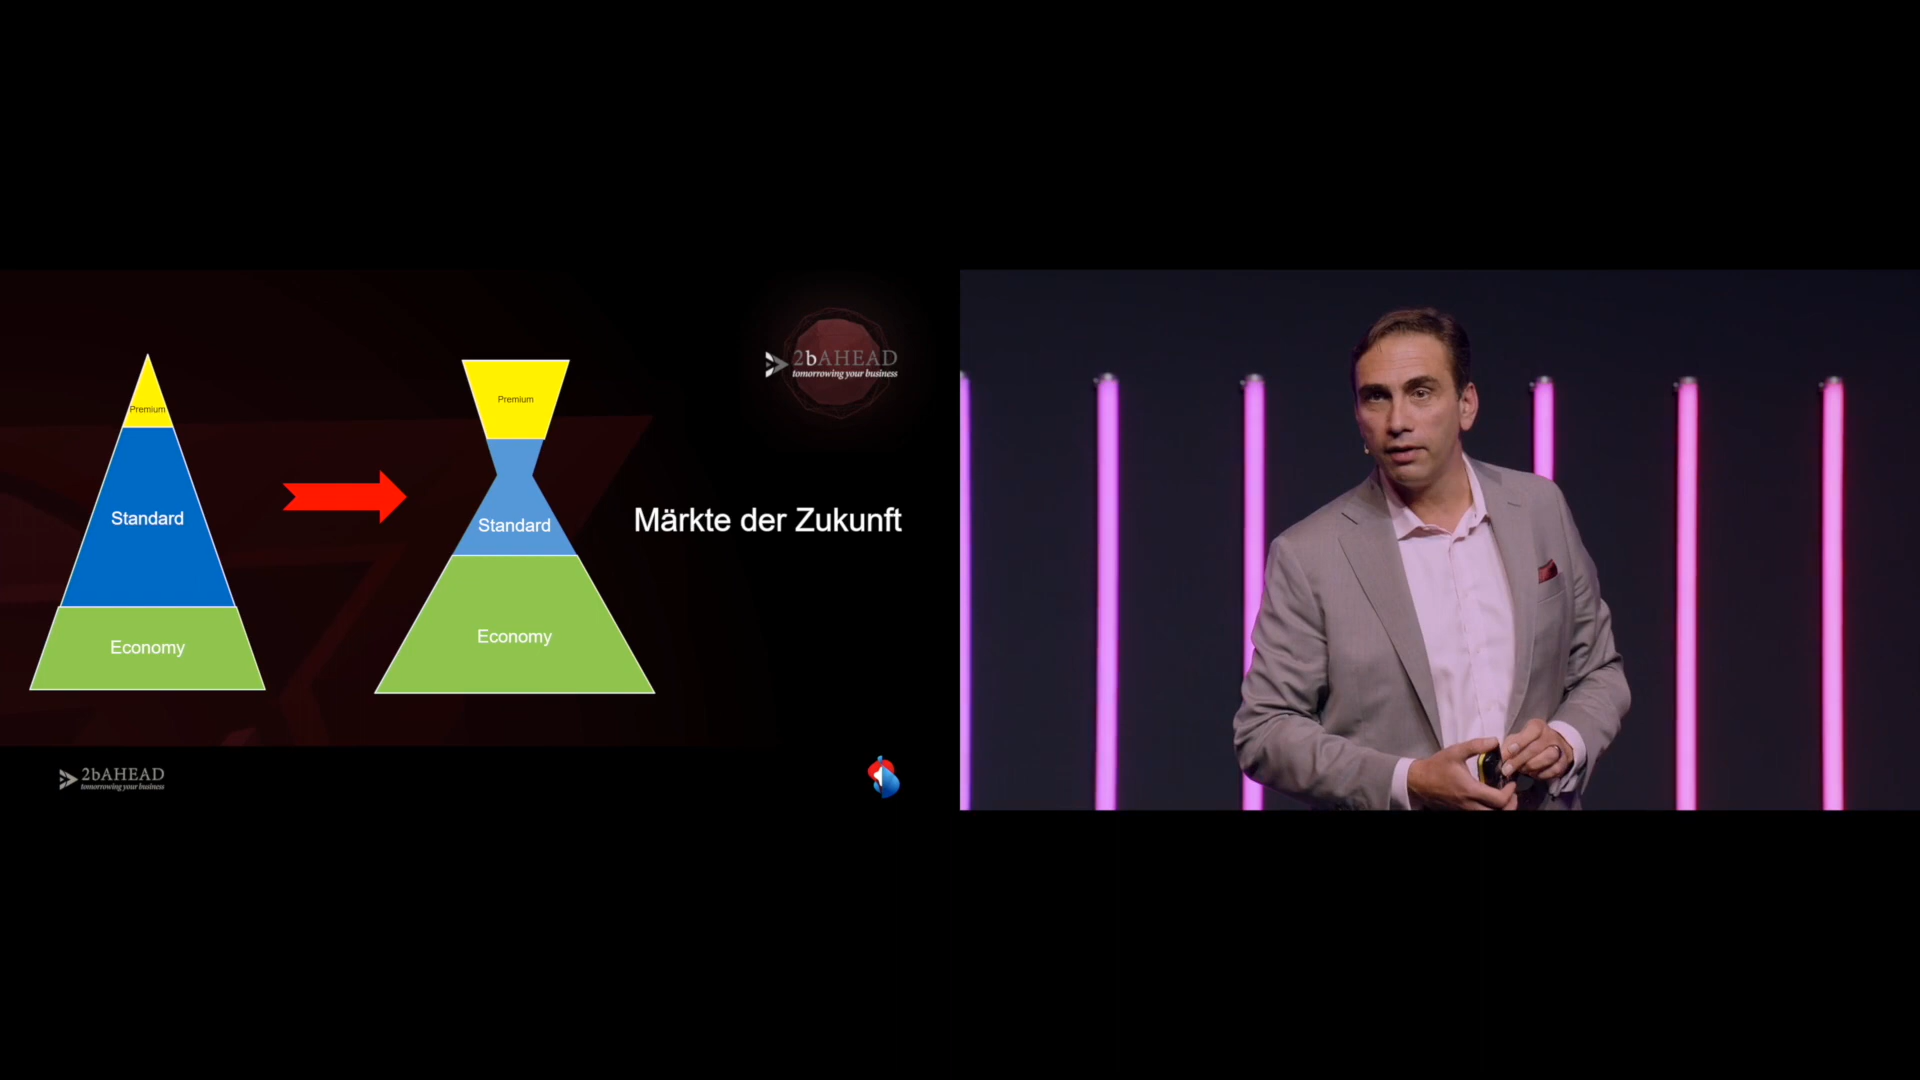 2bAHEAD
tomorrowing your business
Premium
Standard
Economy
Premium
Standard
Economy
Märkte der Zukunft
2bAHEAD
tomorrowing your business